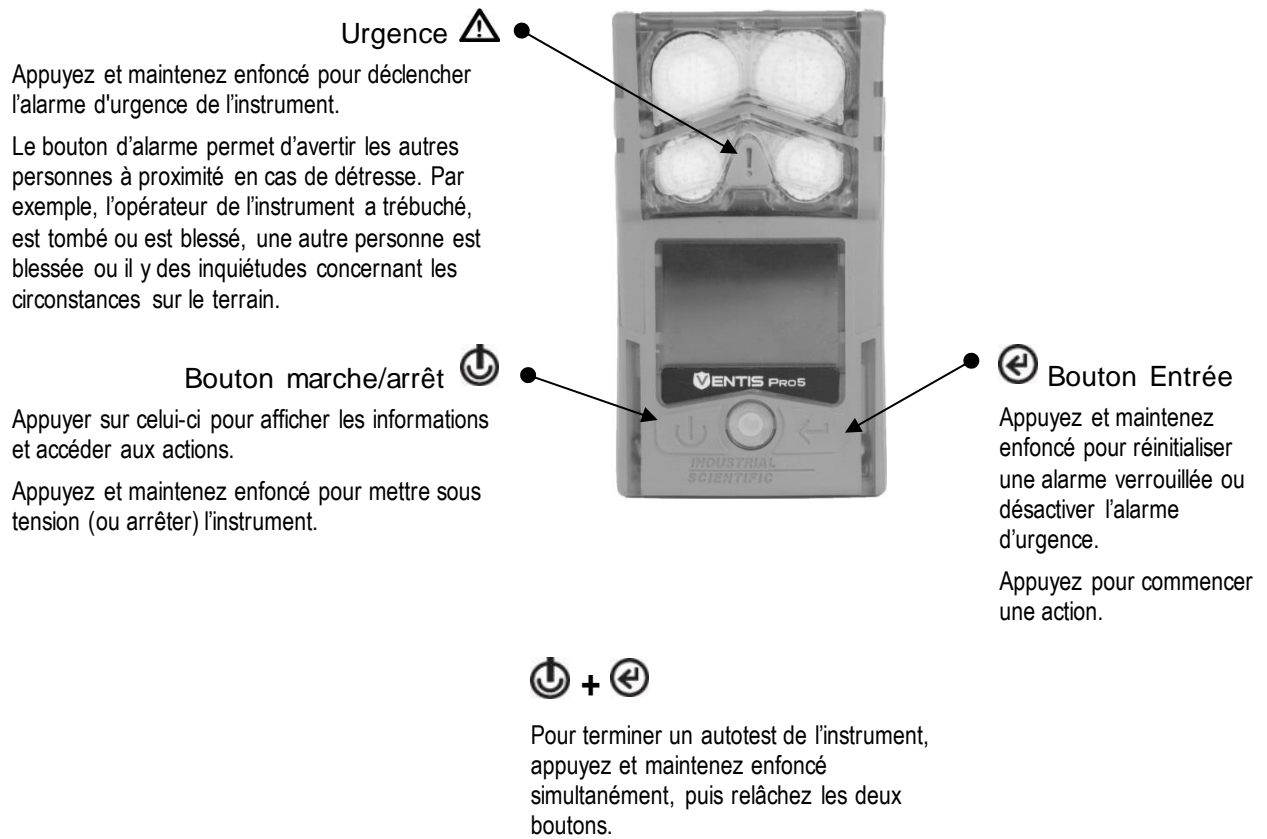 Urgence
Appuyez et maintenez enfoncé pour déclencher
l’alarme d'urgence de l’instrument.
Le bouton d’alarme permet d’avertir les autres
personnes à proximité en cas de détresse. Par
exemple, l’opérateur de l’instrument a trébuché,
est tombé ou est blessé, une autre personne est
blessée ou il y des inquiétudes concernant les
circonstances sur le terrain.
Bouton marche/arrêt
Appuyer sur celui-ci pour afficher les informations
et accéder aux actions.
Appuyez et maintenez enfoncé pour mettre sous
tension (ou arrêter) l’instrument.
!
VENTIS PRO5
INDUSTRIAL
SCIENTIFIC
Bouton Entrée
Appuyez et maintenez
enfoncé pour réinitialiser
une alarme verrouillée ou
désactiver l’alarme
d’urgence.
Appuyez pour commencer
une action.
+
Pour terminer un autotest de l’instrument,
appuyez et maintenez enfoncé
simultanément, puis relâchez les deux
boutons.